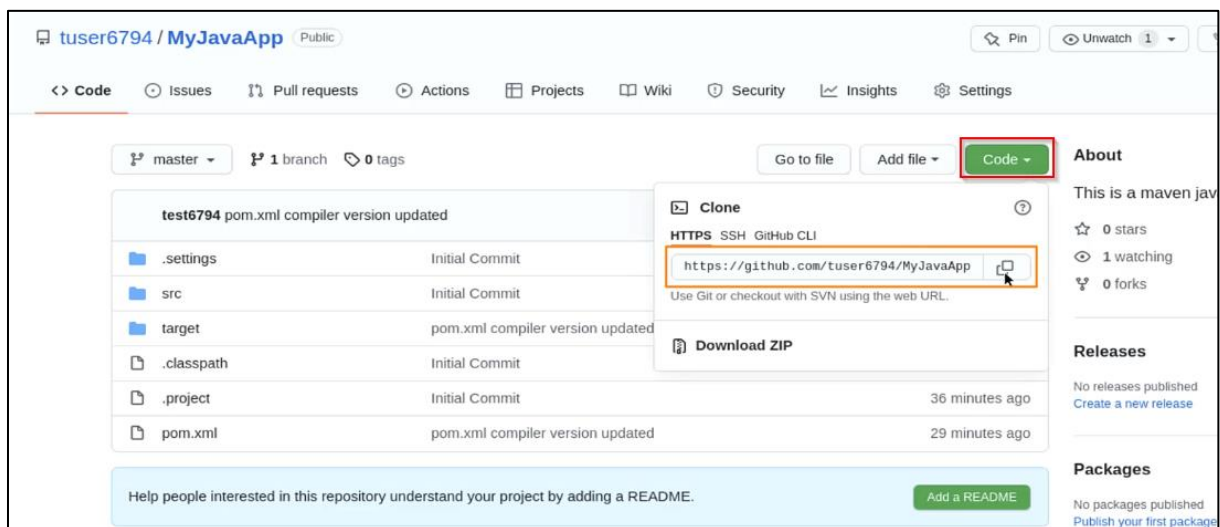 tuser6794 / MyJavaApp Public
Pin
Unwatch 1
<> Code
Issues
Pull requests
Actions
Projects
Wiki
Security
Insights
Settings
master
1 branch
0 tags
Go to file
Add file
Code
About
This is a maven jav
0 stars
1 watching
0 forks
test6794 pom.xml compiler version updated
Clone
HTTPS SSH GitHub CLI
https://github.com/tuser6794/MyJavaApp
Use Git or checkout with SVN using the web URL.
Download ZIP
.settings Initial Commit
src Initial Commit
target pom.xml compiler version updated
.classpath Initial Commit
.project Initial Commit 36 minutes ago
pom.xml pom.xml compiler version updated 29 minutes ago
Releases
No releases published
Create a new release
Help people interested in this repository understand your project by adding a README.
Add a README
Packages
No packages published
Publish your first package